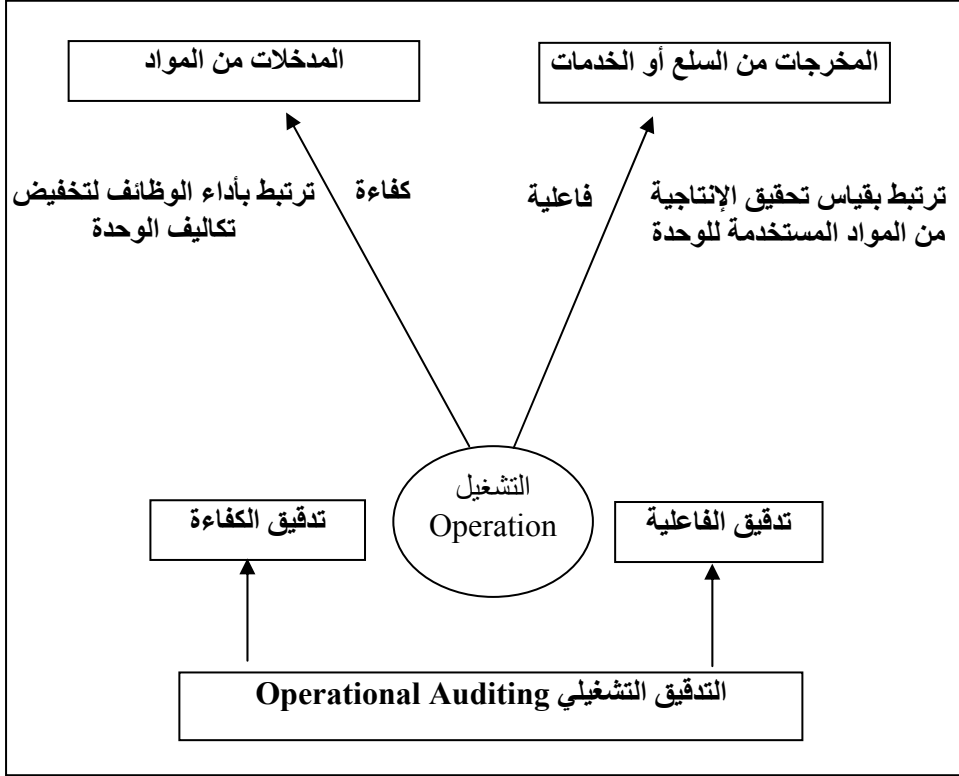 المخرجات من السلع أو الخدمات
المدخلات من المواد
ترتبط بقياس تحقيق الإنتاجية
من المواد المستخدمة للوحدة
فاعلية
كفاءة
ترتبط بأداء الوظائف لتخفيض
تكاليف الوحدة
التشغيل
Operation
تدقيق الفاعلية
تدقيق الكفاءة
التدقيق التشغيلي Operational Auditing